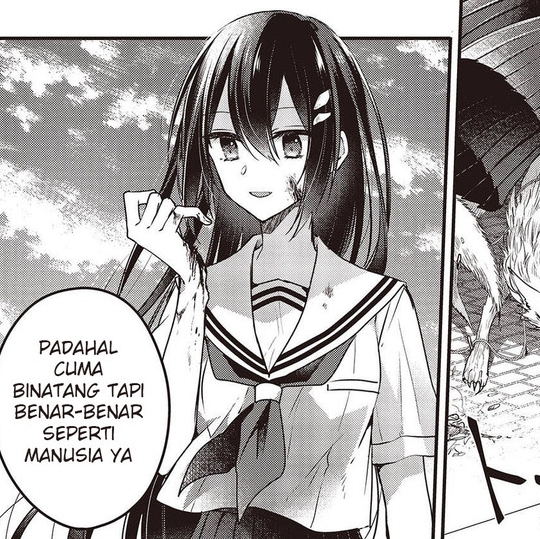 PADAHAL
CUMA
BINATANG TAPI
BENAR-BENAR
SEPERTI
MANUSIA YA